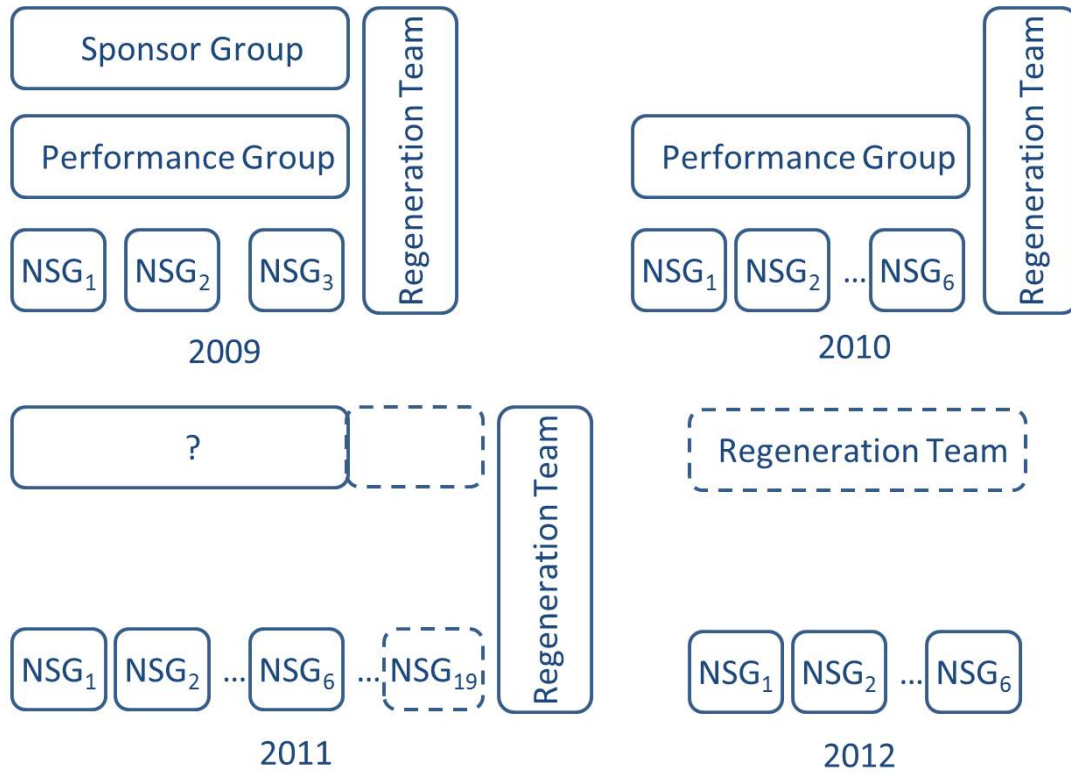 Sponsor Group
Performance Group
NSG₁ NSG₂ NSG₃
Regeneration Team
2009
Performance Group
NSG₁ NSG₂ ... NSG₆
Regeneration Team
2010
?
NSG₁ NSG₂ ... NSG₆ ... NSG₁₉
Regeneration Team
2011
Regeneration Team
NSG₁ NSG₂ ... NSG₆
2012